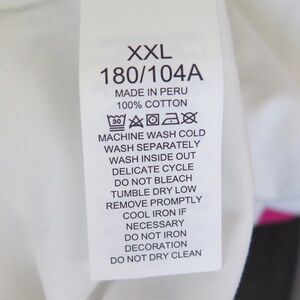 XXL
180/104A
MADE IN PERU
100% COTTON
30
MACHINE WASH COLD
WASH SEPARATELY
WASH INSIDE OUT
DELICATE CYCLE
DO NOT BLEACH
TUMBLE DRY LOW
REMOVE PROMPTLY
COOL IRON IF
NECESSARY
DO NOT IRON
DECORATION
DO NOT DRY CLEAN